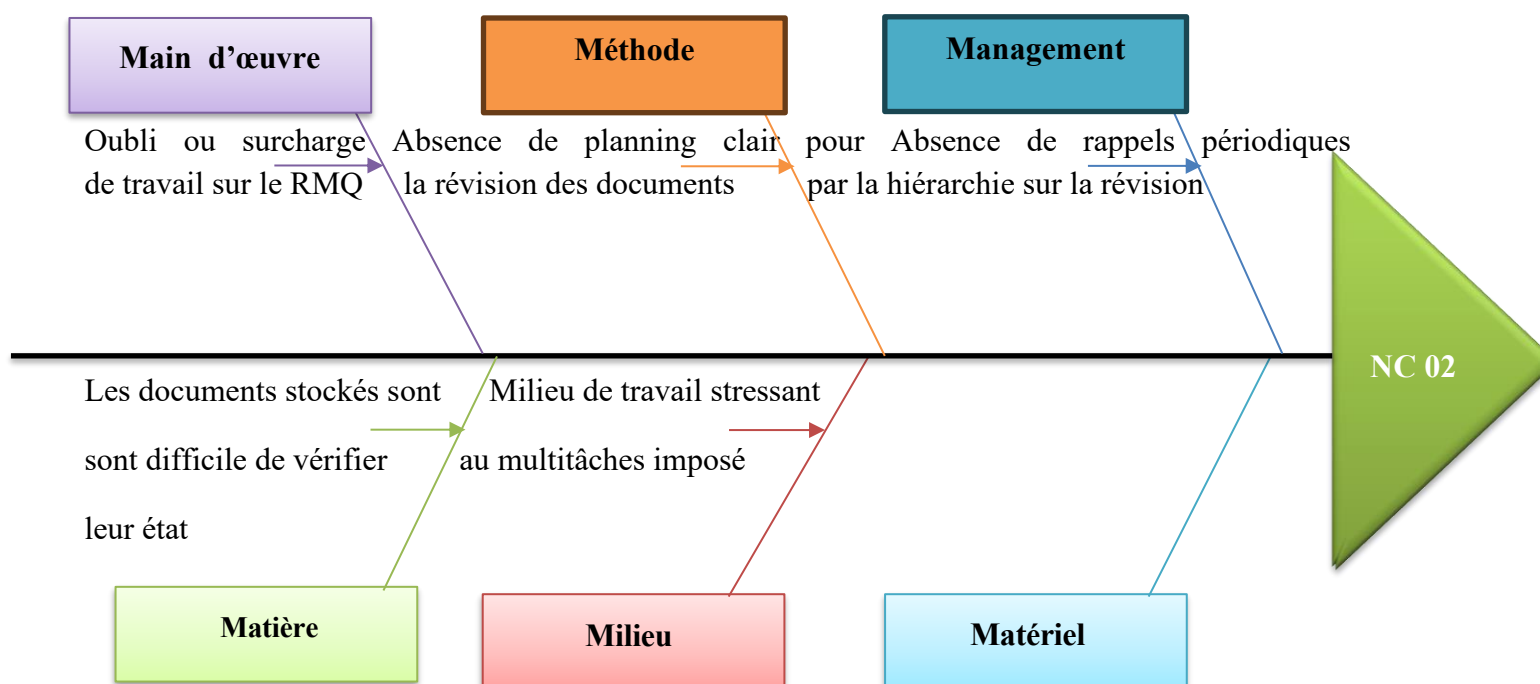 Main d’œuvre
Méthode
Management
Oubli ou surcharge
de travail sur le RMQ
Absence de planning clair pour
la révision des documents
Absence de rappels périodiques
par la hiérarchie sur la révision
NC 02
Les documents stockés sont
sont difficile de vérifier
leur état
Milieu de travail stressant
au multitâches imposé
Matière
Milieu
Matériel